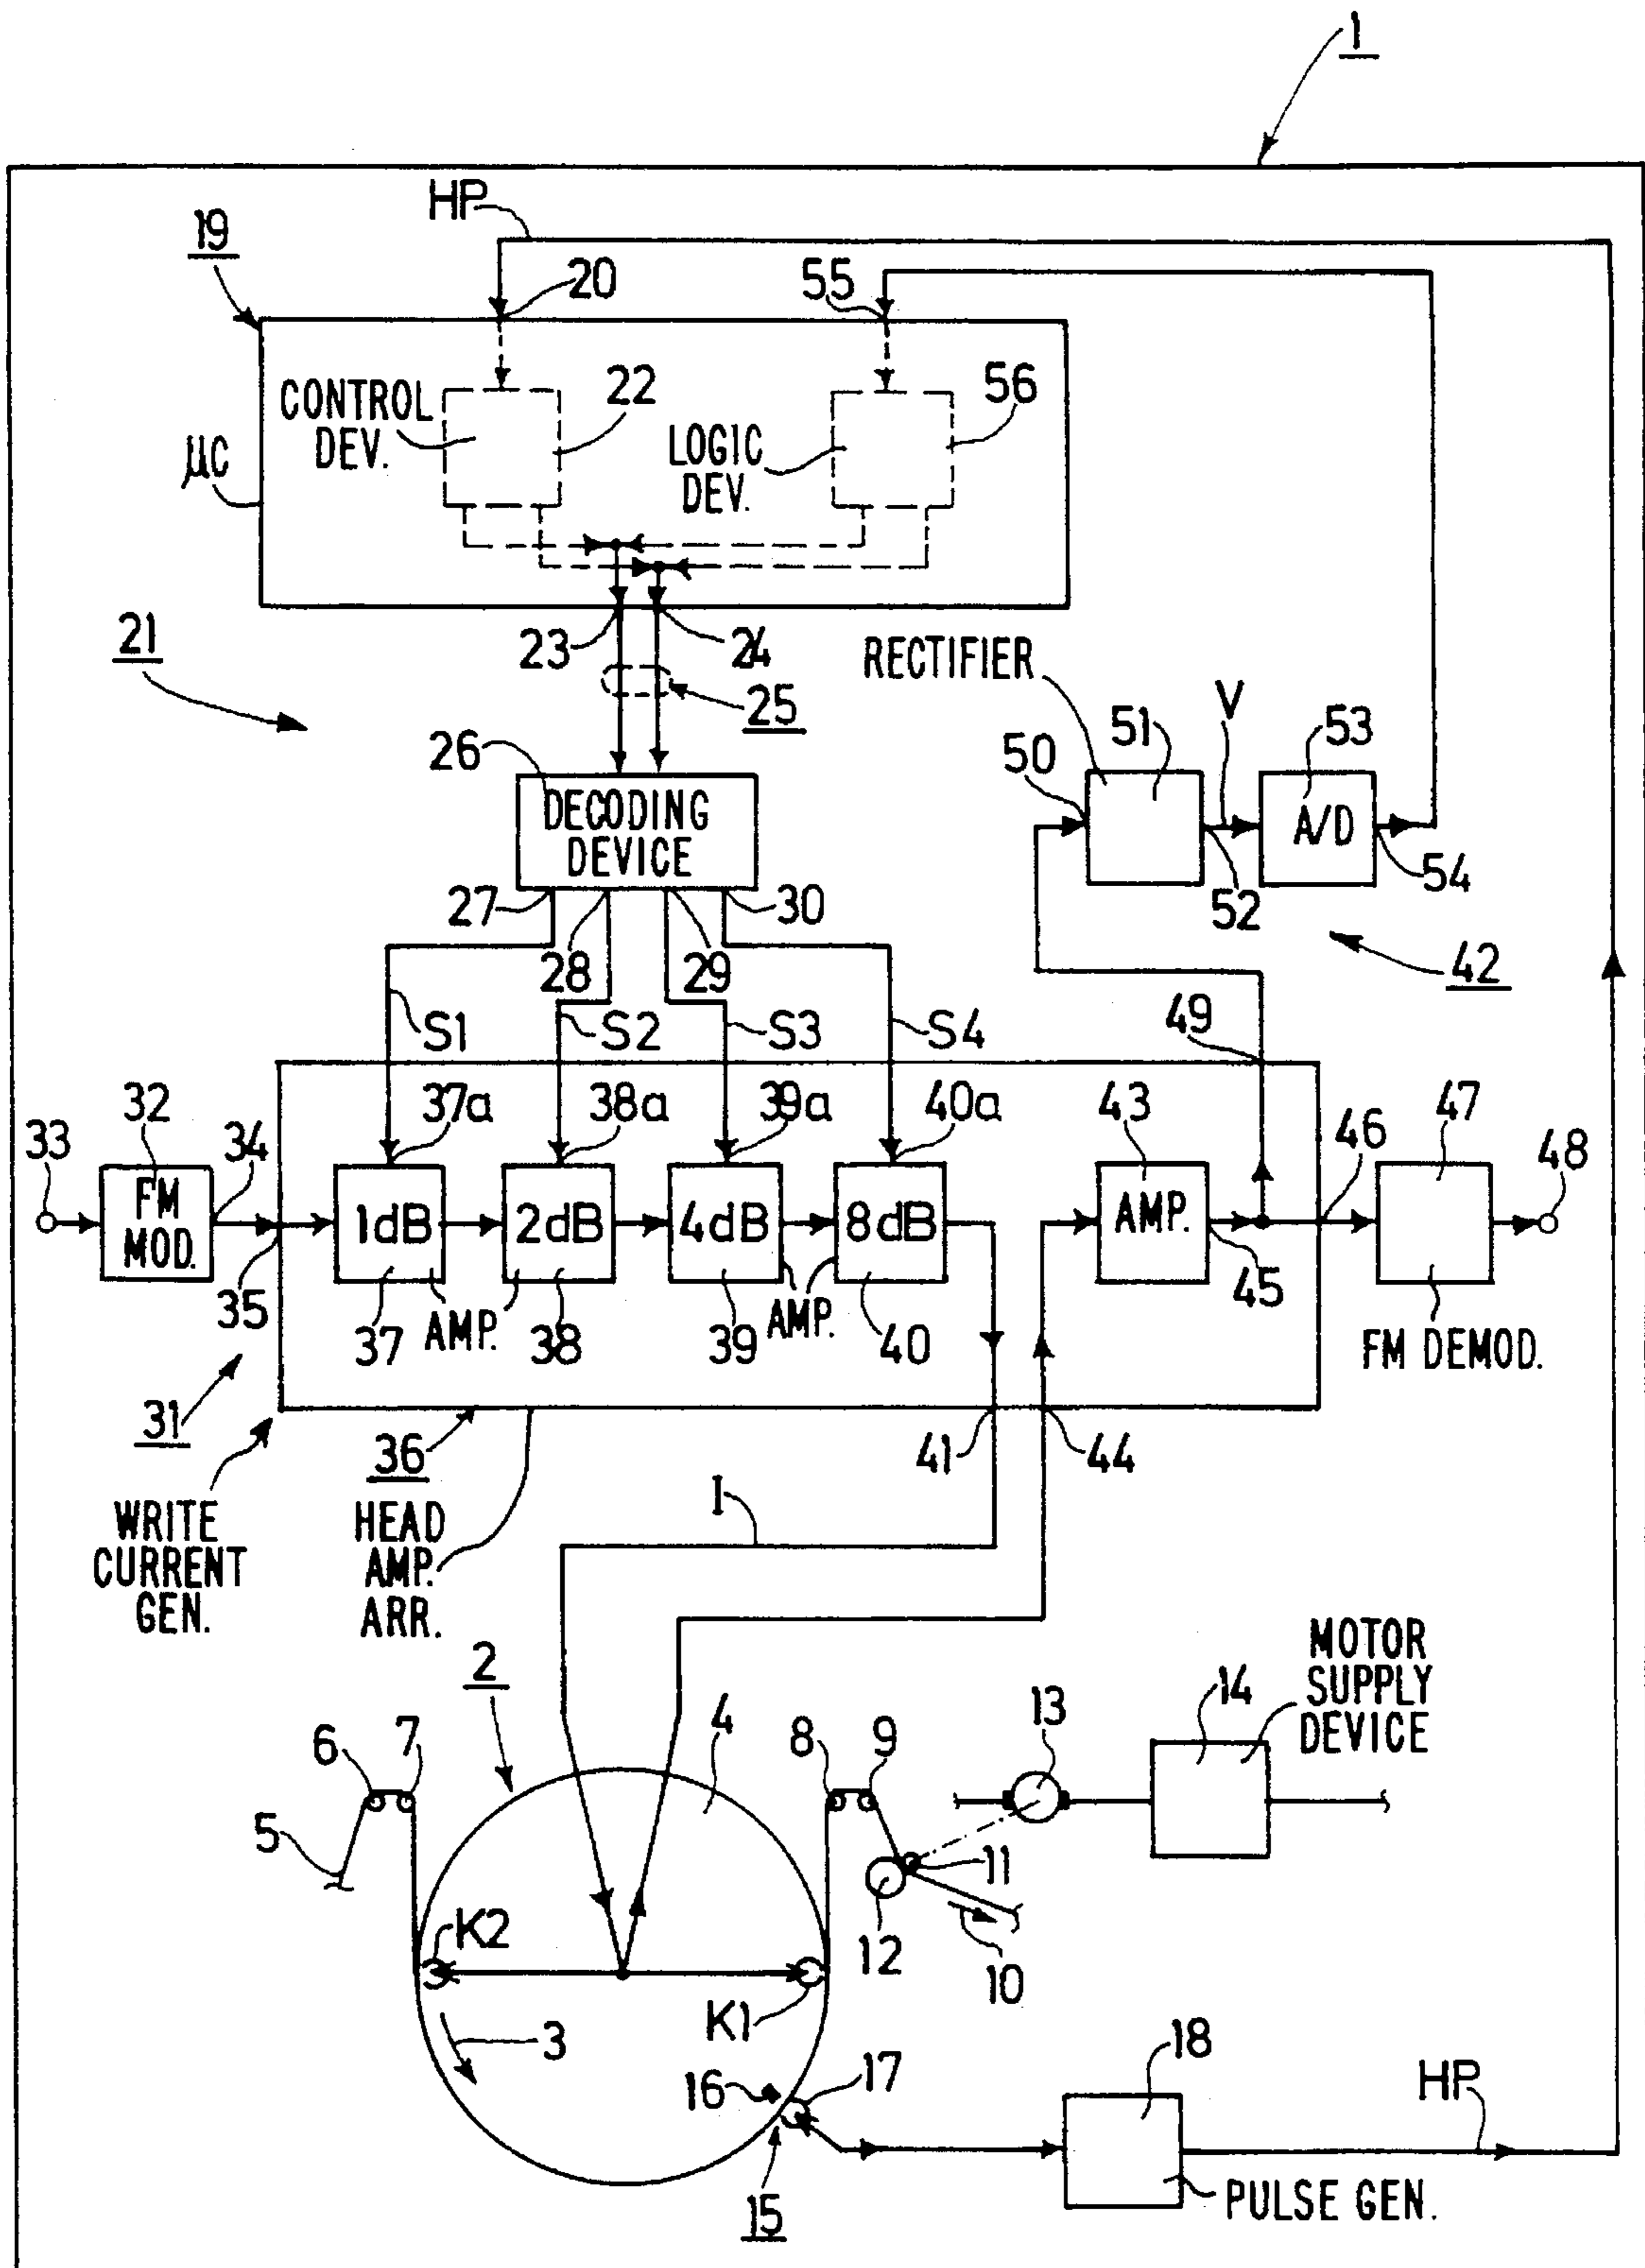 1
HP
19
20
55
CONTROL
DEV.
22
LOGIC
DEV.
56
μC
21
23
24
RECTIFIER
25
V
26
50
51
53
DECODING
DEVICE
A/D
27
30
52
54
28
29
42
S1
S2
S3
S4
49
32
34
37a
38a
39a
40a
43
46
47
33
48
FM
MOD.
1dB
2dB
4dB
8dB
AMP.
35
37
AMP.
38
39
AMP.
40
45
FM DEMOD.
31
36
41
44
WRITE
CURRENT
GEN.
HEAD
AMP.
ARR.
I
MOTOR
SUPPLY
DEVICE
2
4
6
7
8
9
13
14
5
11
K2
12
10
K1
3
16
17
18
HP
15
PULSE GEN.